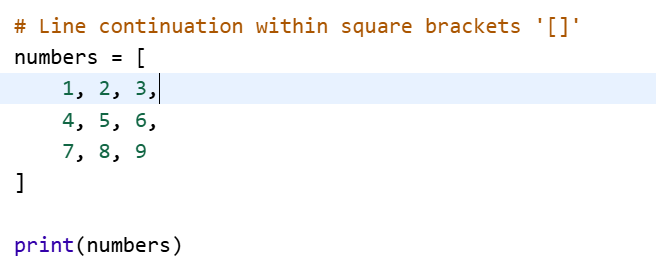 # Line continuation within square brackets '[]'
numbers = [
    1, 2, 3,
    4, 5, 6,
    7, 8, 9
]
print(numbers)